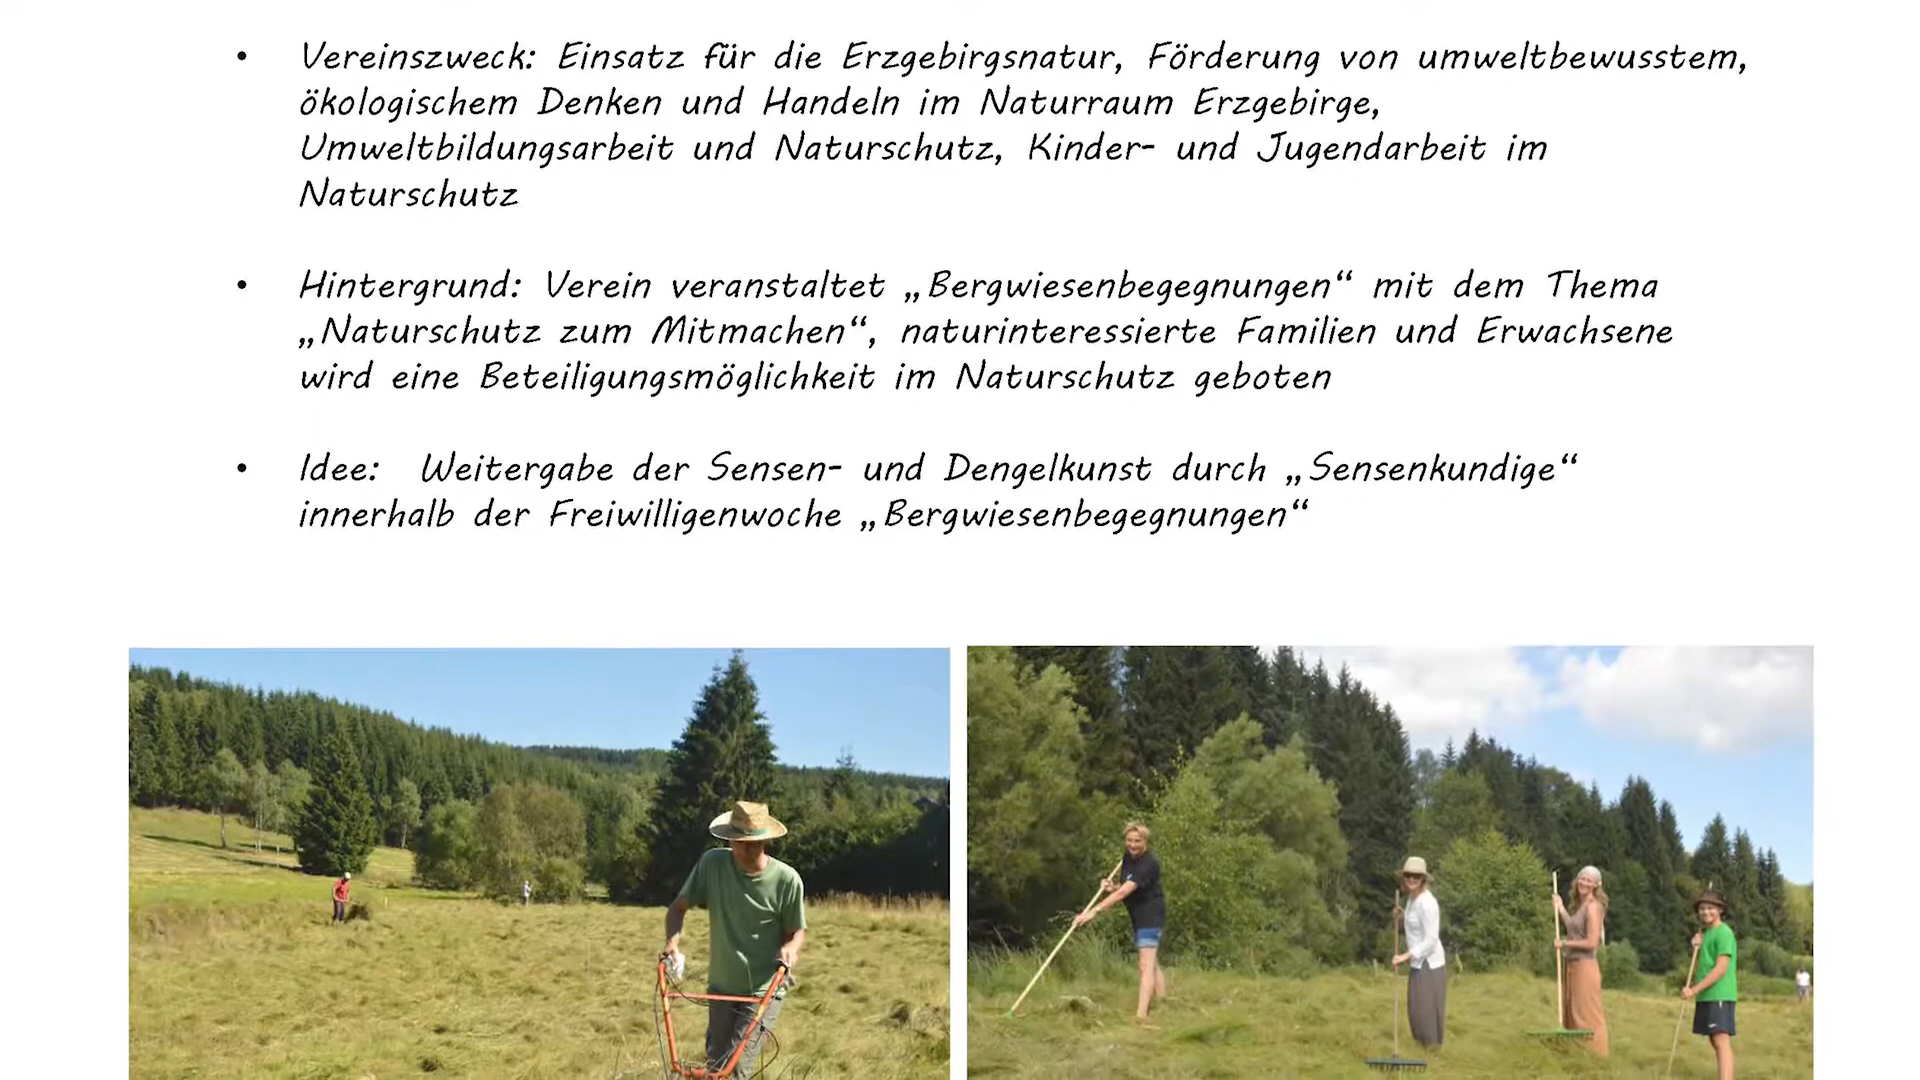 • Vereinszweck: Einsatz für die Erzgebirgsnatur, Förderung von umweltbewusstem,
ökologischem Denken und Handeln im Naturraum Erzgebirge,
Umweltbildungsarbeit und Naturschutz, Kinder- und Jugendarbeit im
Naturschutz
• Hintergrund: Verein veranstaltet „Bergwiesenbegegnungen“ mit dem Thema
„Naturschutz zum Mitmachen“, naturinteressierte Familien und Erwachsene
wird eine Beteiligungsmöglichkeit im Naturschutz geboten
• Idee: Weitergabe der Sensen- und Dengelkunst durch „Sensenkundige“
innerhalb der Freiwilligenwoche „Bergwiesenbegegnungen“